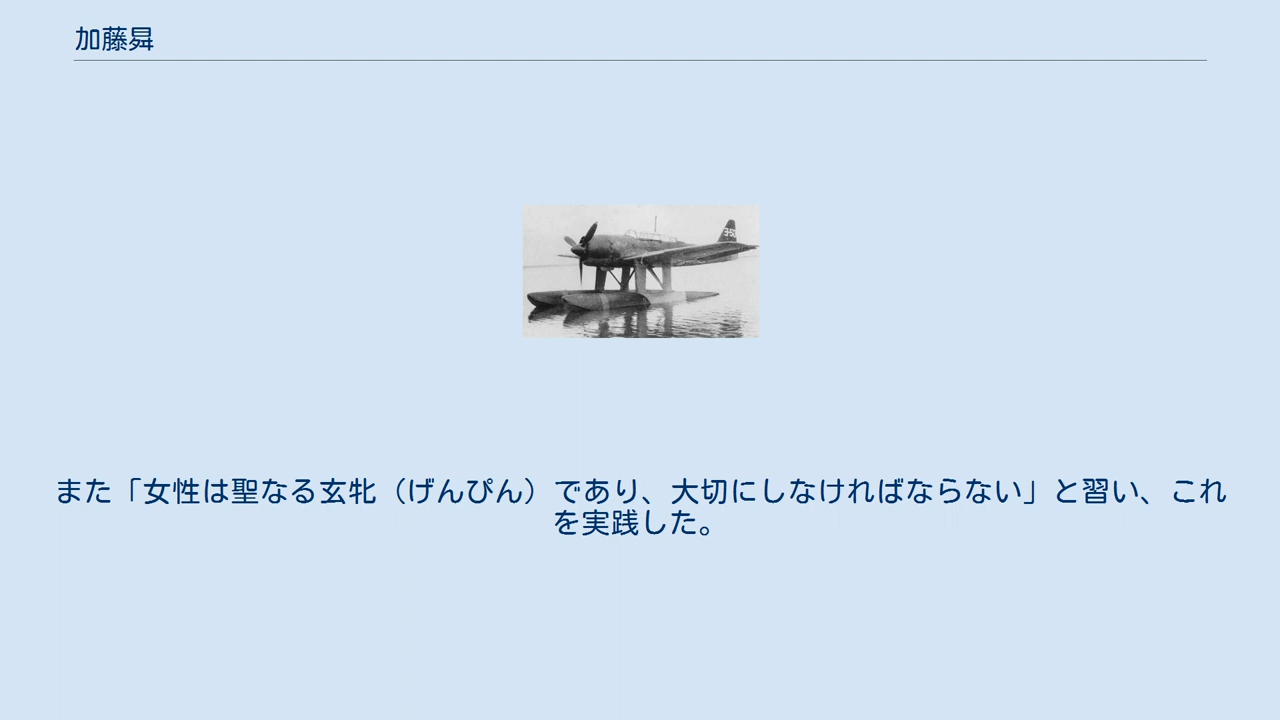 加藤曻
また「女性は聖なる玄牝（げんぴん）であり、大切にしなければならない」と習い、これ
を実践した。